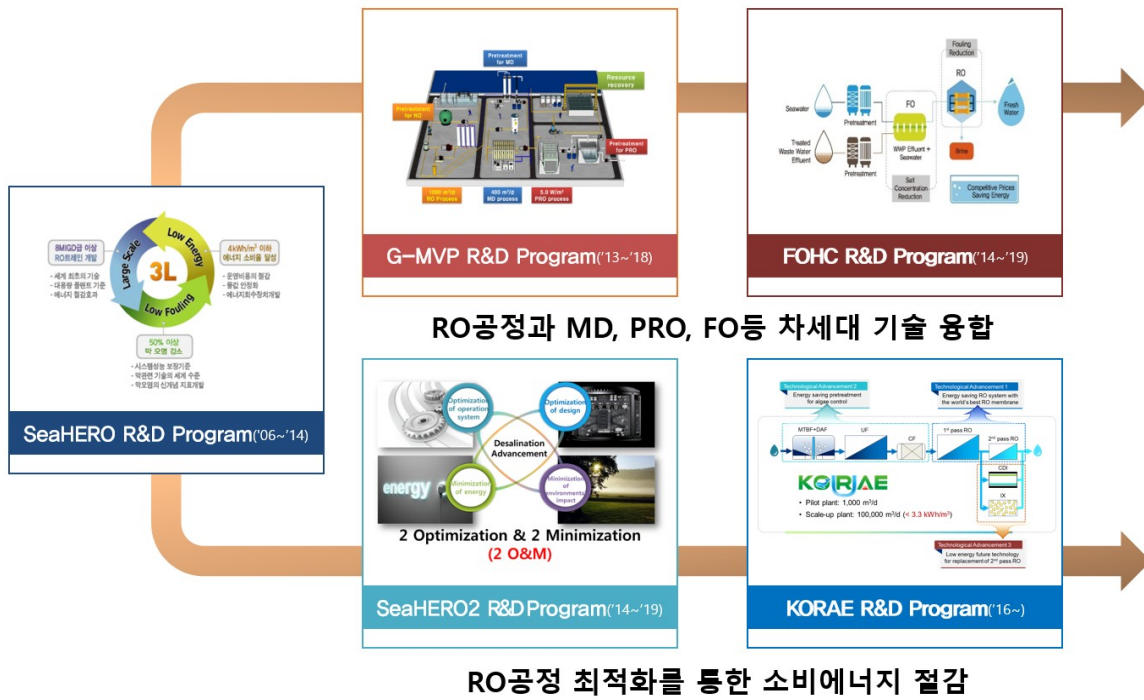 8MIGD급 이상
RO트레인 개발
- 세계 최초의 기술
- 대용량 플랜트 기준
- 에너지 절감효과
Large Scale
Low Energy
Low Fouling
3L
4kWh/m³ 이하
에너지 소비율 달성
- 운영비용의 절감
- 물값 안정화
- 에너지회수장치개발
50% 이상
막 오염 감소
- 시스템성능 보장기준
- 막관련 기술의 세계 수준
- 막오염의 신개념 지표개발
SeaHERO R&D Program('06~'14)
Pretreatment
for MD
Resource
recovery
Pretreatment
for RO
Pretreatment
for PRO
1000 m³/d
RO Process
400 m³/d
MD process
5.0 W/m²
PRO process
G-MVP R&D Program('13~'18)
Fouling
Reduction
RO
Seawater
Pretreatment
FO
Fresh
Water
Treated
Waste Water
Effluent
Pretreatment
WWP Effluent +
Seawater
Brine
Salt
Concentration
Reduction
Competitive Prices
Saving Energy
FOHC R&D Program('14~'19)
RO공정과 MD, PRO, FO등 차세대 기술 융합
Optimization
of operation
system
Optimization
of design
Desalination
Advancement
energy
Minimization
of energy
Minimization
of environments
impact
2 Optimization & 2 Minimization
(2 O&M)
SeaHERO2 R&D Program('14~'19)
Technological Advancement 2
Energy saving pretreatment
for algae control
Technological Advancement 1
Energy saving RO system with
the world's best RO membrane
MTBF+DAF
UF
CF
1st pass RO
2nd pass RO
CDI
IX
KORAE
• Pilot plant: 1,000 m³/d
• Scale-up plant: 100,000 m³/d (< 3.3 kWh/m³)
Technological Advancement 3
Low energy future technology
for replacement of 2nd pass RO
KORAE R&D Program('16~)
RO공정 최적화를 통한 소비에너지 절감